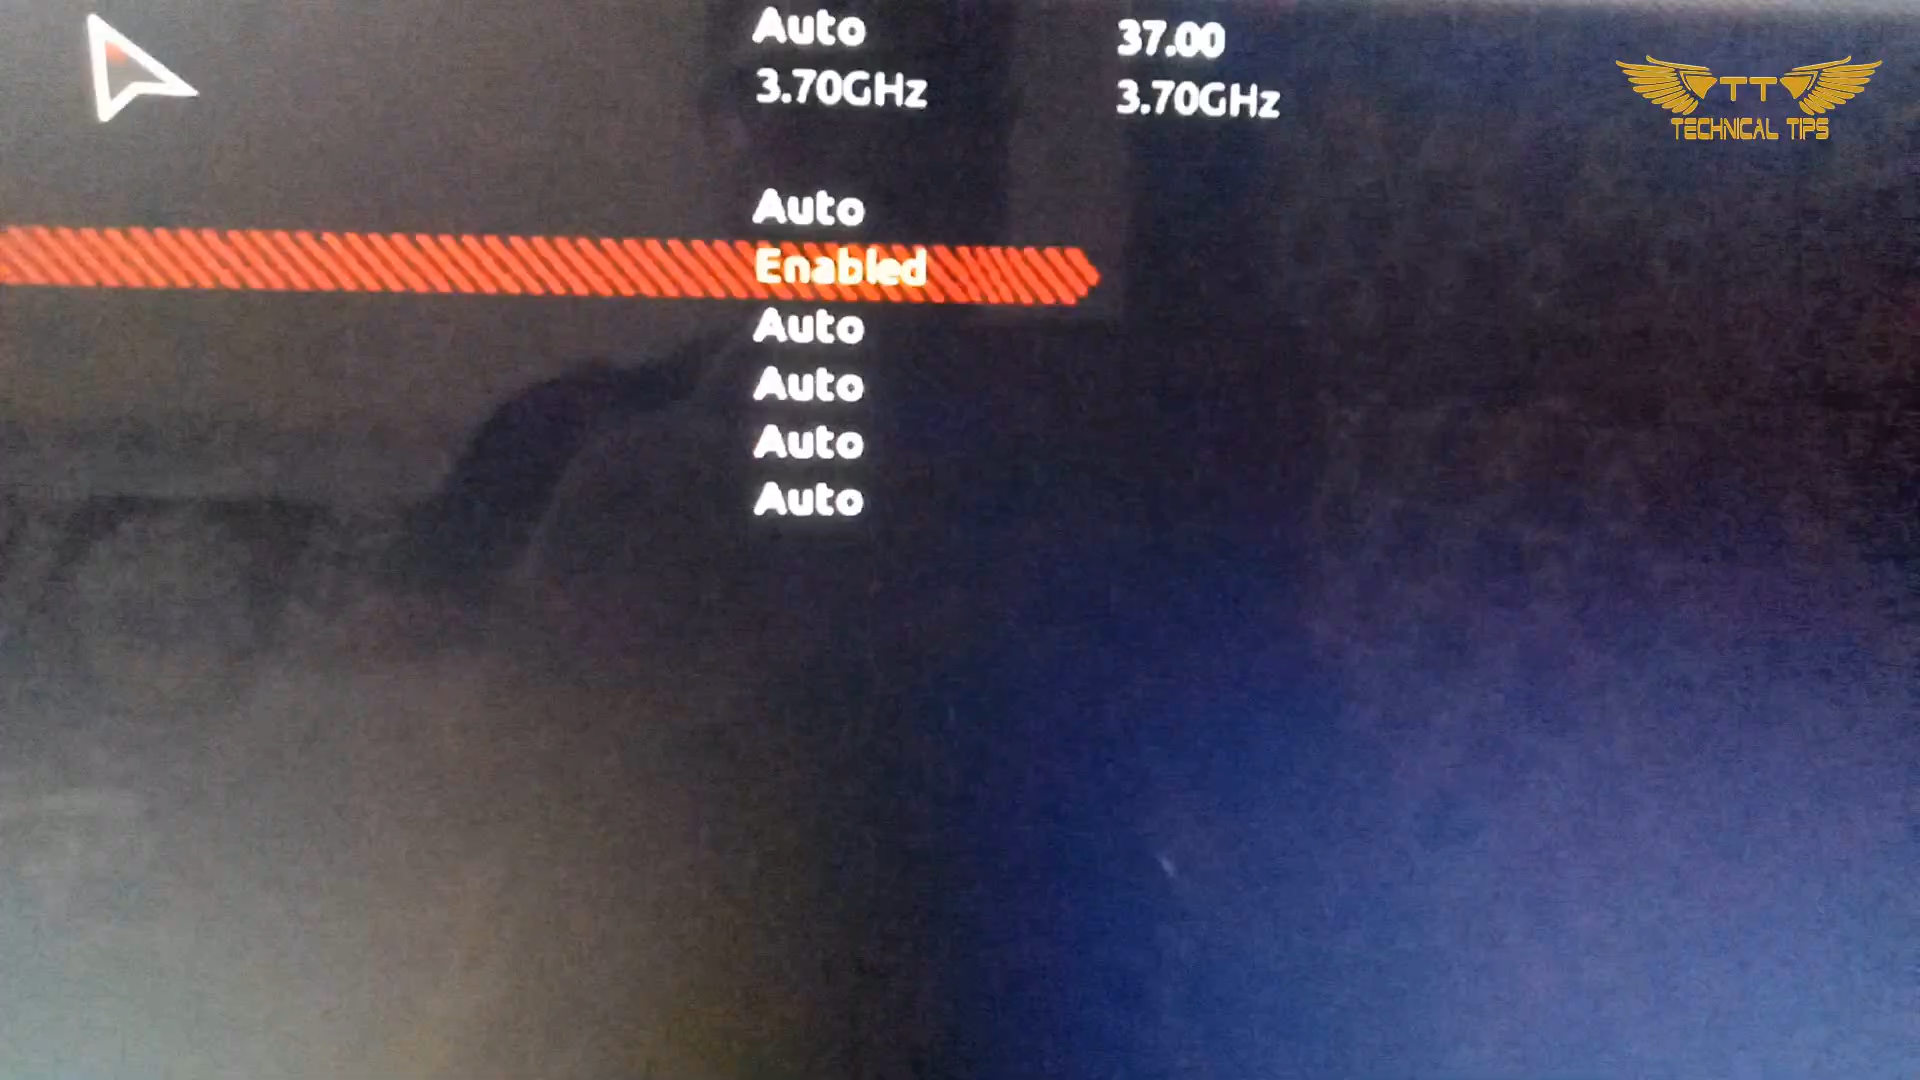 Auto 37.00
3.70GHz 3.70GHz
TT
TECHNICAL TIPS
Auto
Enabled
Auto
Auto
Auto
Auto